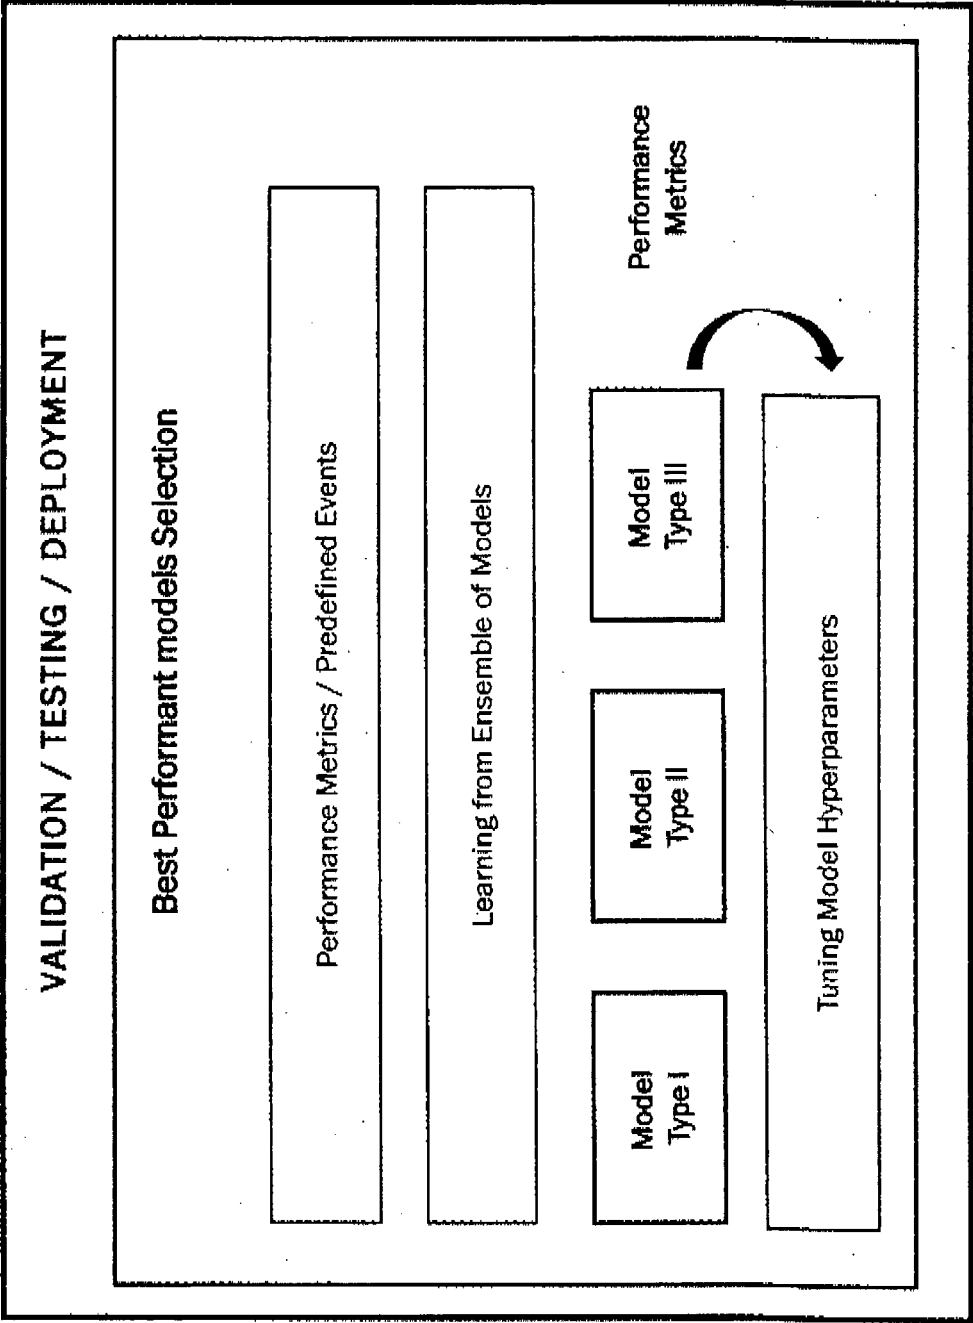 VALIDATION / TESTING / DEPLOYMENT
Best Performant models Selection
Performance Metrics / Predefined Events
Learning from Ensemble of Models
Model
Type I
Model
Type II
Model
Type III
Performance
Metrics
Tuning Model Hyperparameters